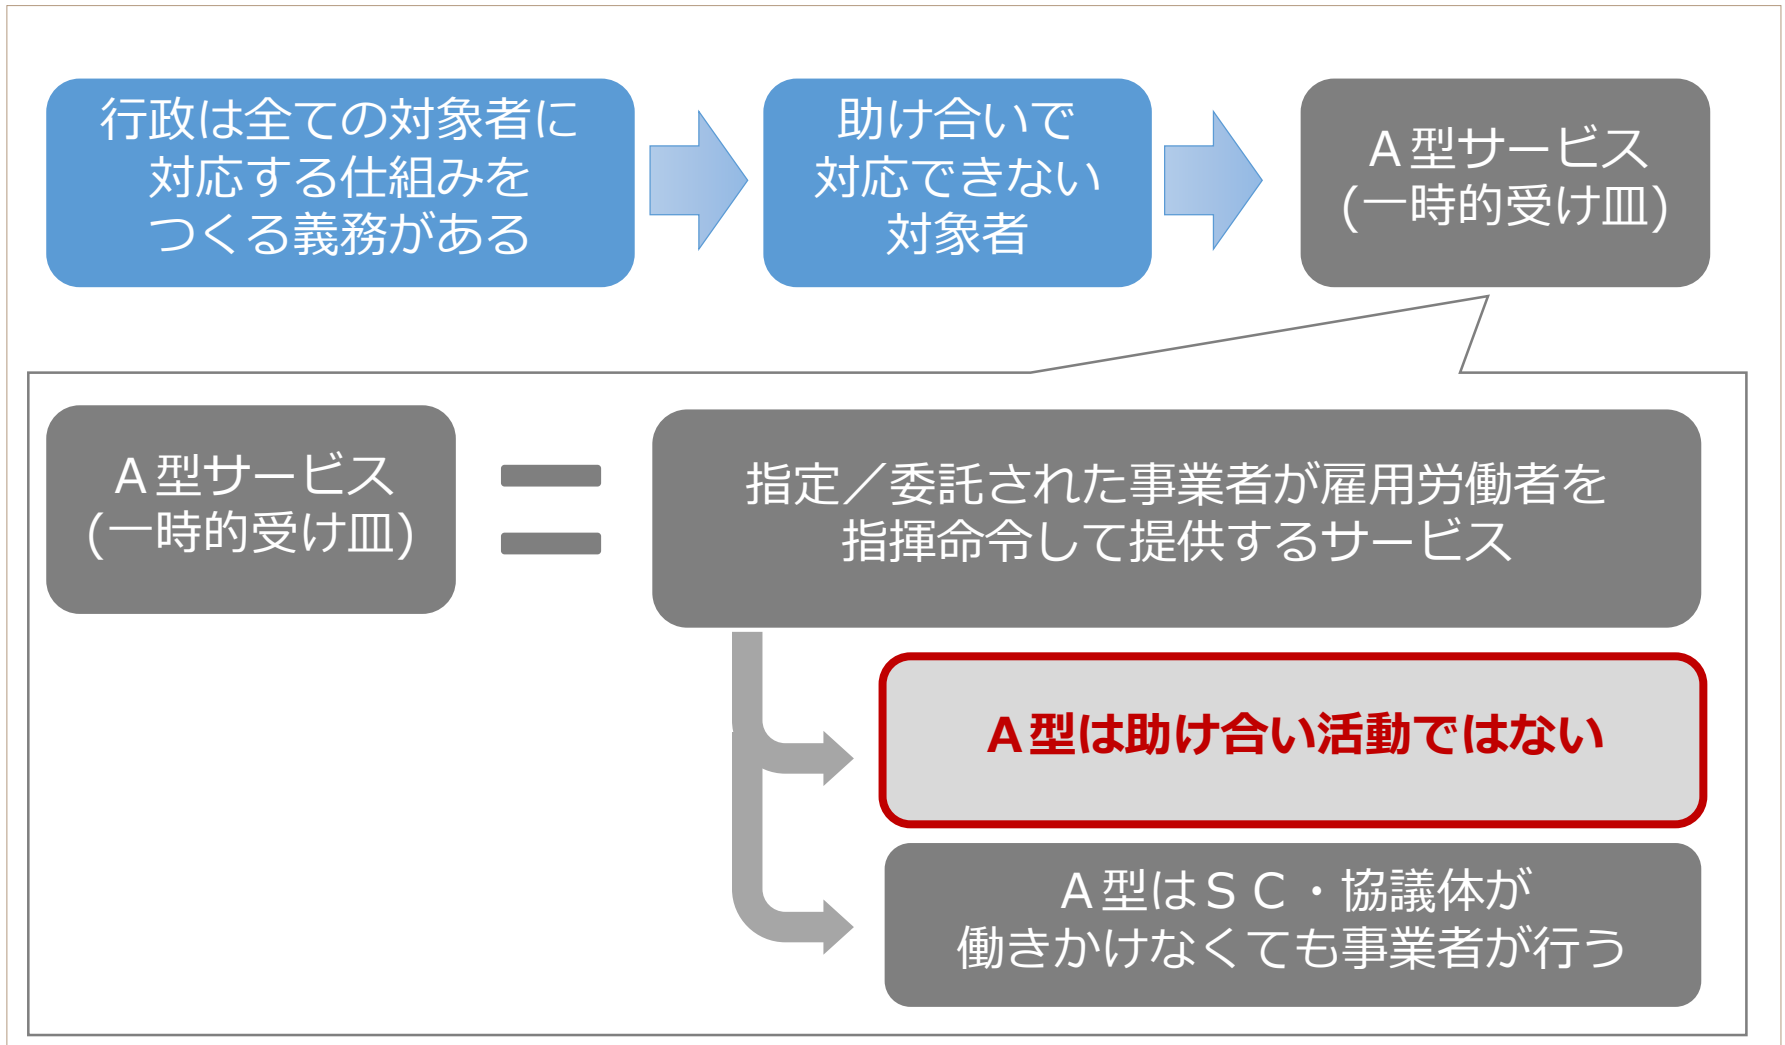 行政は全ての対象者に
対応する仕組みを
つくる義務がある
助け合いで
対応できない
対象者
Ａ型サービス
(一時的受け皿)
Ａ型サービス
(一時的受け皿)
指定／委託された事業者が雇用労働者を
指揮命令して提供するサービス
Ａ型は助け合い活動ではない
Ａ型はＳＣ・協議体が
働きかけなくても事業者が行う